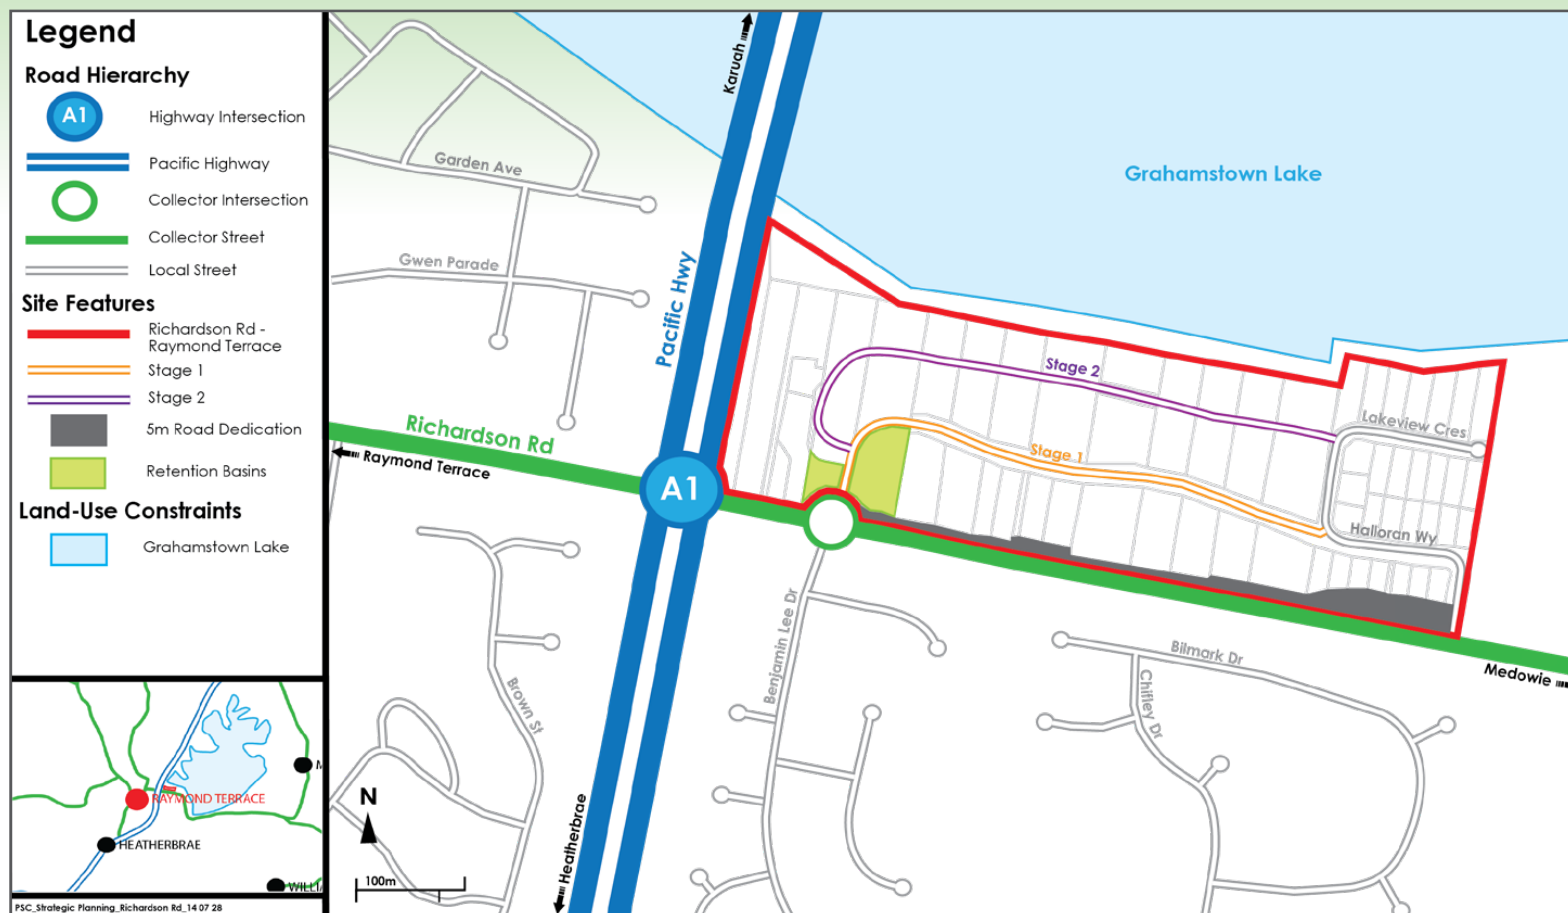 Legend
Road Hierarchy
A1
Highway Intersection
Pacific Highway
Collector Intersection
Collector Street
Local Street
Site Features
Richardson Rd -
Raymond Terrace
Stage 1
Stage 2
5m Road Dedication
Retention Basins
Land-Use Constraints
Grahamstown Lake
RAYMOND TERRACE
HEATHERBRAE
M
WILLI
PSC_Strategic Planning_Richardson Rd_14 07 28
Karuah
Garden Ave
Grahamstown Lake
Gwen Parade
Pacific Hwy
Stage 2
Lakeview Cres
Richardson Rd
Raymond Terrace
Stage 1
A1
Halloran Wy
Benjamin Lee Dr
Bilmark Dr
Medowie
Chifley Dr
Brown St
N
Heatherbrae
100m